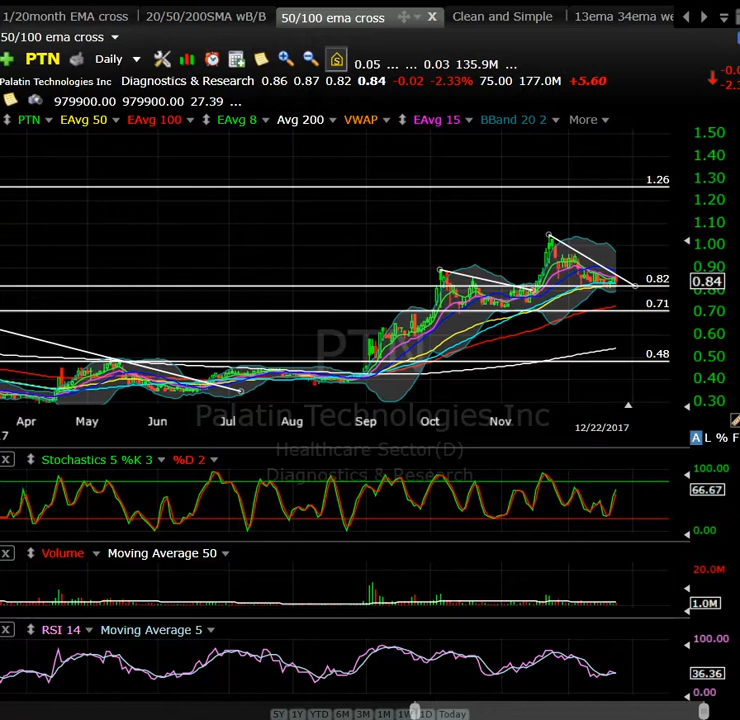 1/20month EMA cross 20/50/200SMA wB/B 50/100 ema cross X Clean and Simple 13ema 34ema we
50/100 ema cross
PTN Daily 0.05 ... ... 0.03 135.9M ...
Palatin Technologies Inc Diagnostics & Research 0.86 0.87 0.82 0.84 -0.02 -2.33% 75.00 177.0M +5.60
979900.00 979900.00 27.39 ...
PTN EAvg 50 EAvg 100 EAvg 8 Avg 200 VWAP EAvg 15 BBand 20 2 More
1.50
1.40
1.30
1.26
1.20
1.10
1.00
0.90
0.82
0.84
0.80
0.71
0.70
0.60
0.48
0.50
0.40
0.30
PTN
Palatin Technologies Inc
Healthcare Sector(D)
Diagnostics & Research
Apr May Jun Jul Aug Sep Oct Nov 12/22/2017
A L % F
X Stochastics 5 %K 3 %D 2
100.00
66.67
0.00
X Volume Moving Average 50
20.0M
1.0M
X RSI 14 Moving Average 5
100.00
36.36
0.00
5Y 1Y YTD 6M 3M 1M 1W 1D Today